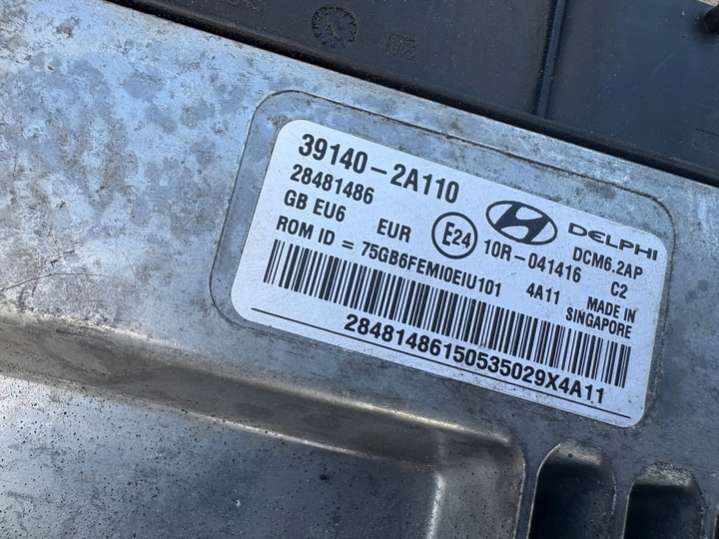 39140-2A110
28481486
DELPHI
GB EU6 EUR E24 10R-041416 DCM6.2AP
ROM ID = 75GB6FEMI0EIU101 4A11 C2
MADE IN
SINGAPORE
28481486150535029X4A11